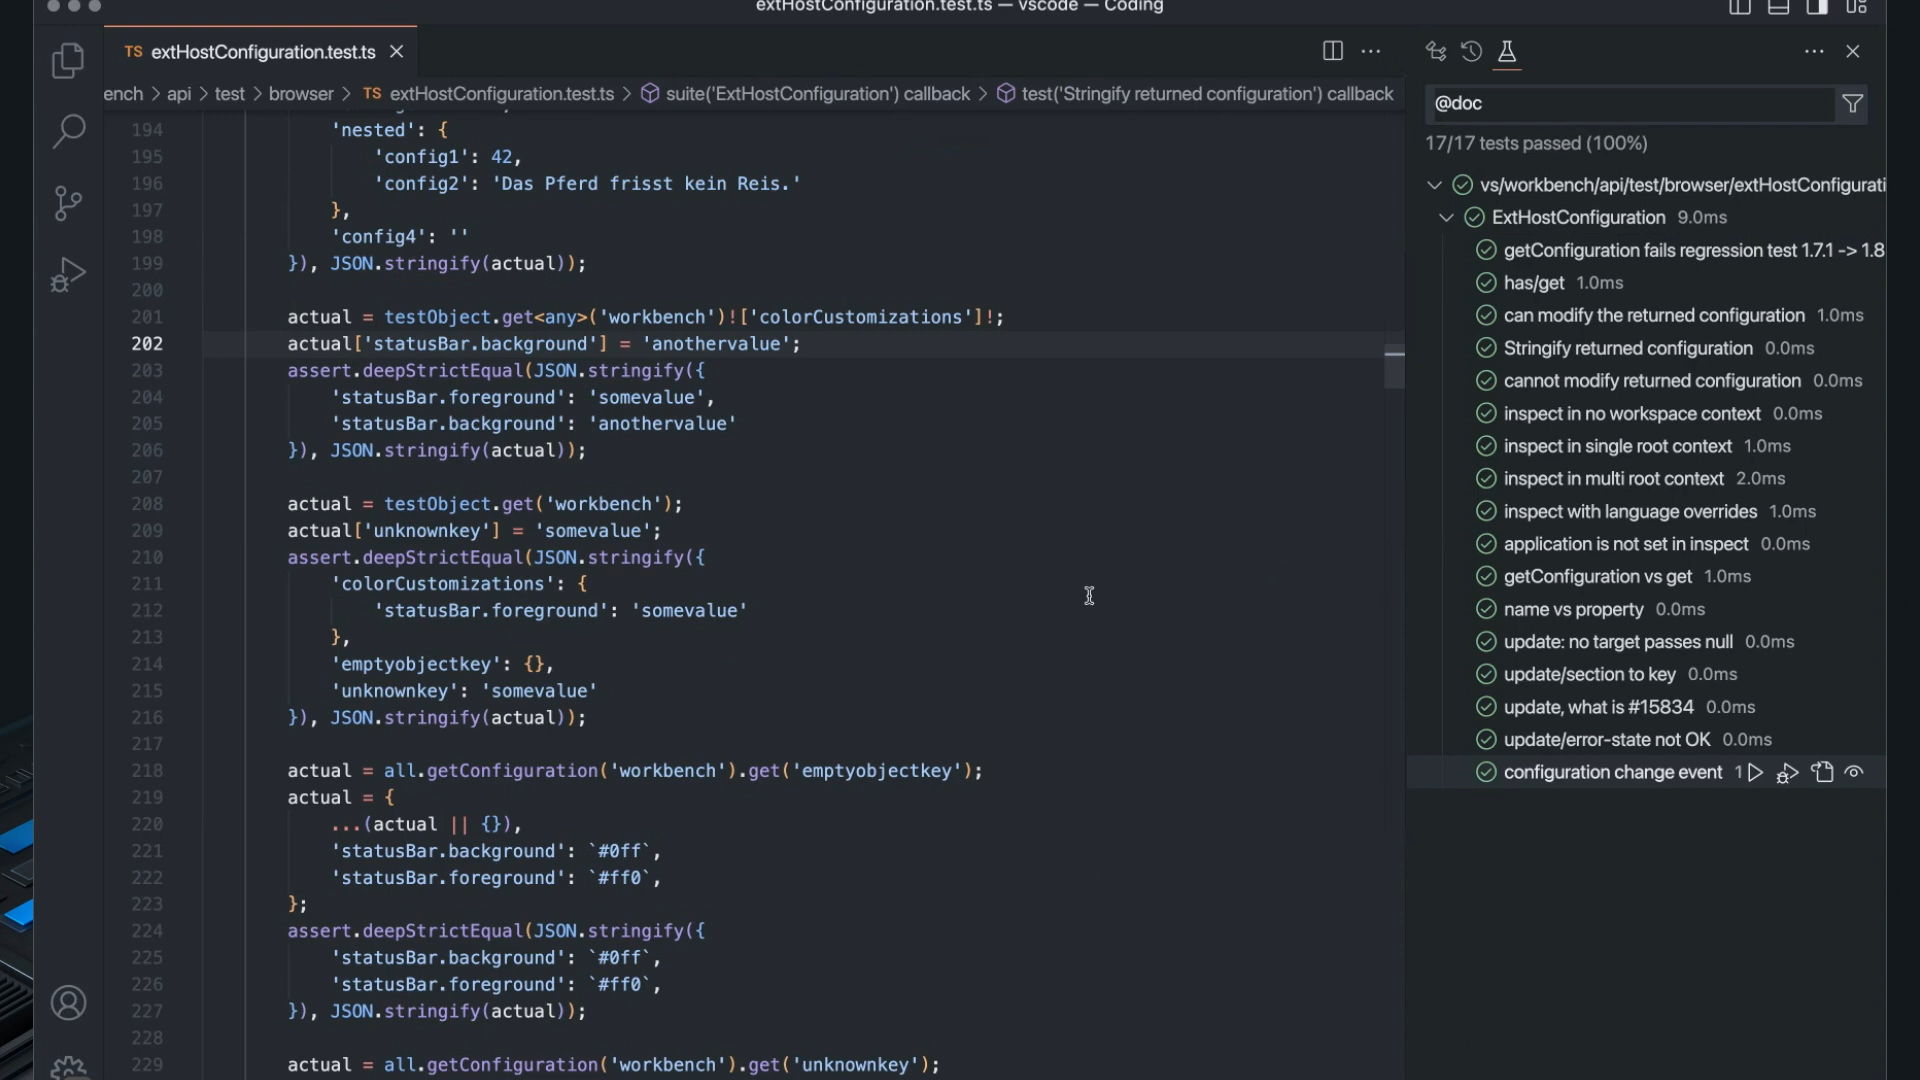 extHostConfiguration.test.ts — vscode — Coding
TS extHostConfiguration.test.ts
ench > api > test > browser > TS extHostConfiguration.test.ts > suite('ExtHostConfiguration') callback > test('Stringify returned configuration') callback
194 'nested': {
195 'config1': 42,
196 'config2': 'Das Pferd frisst kein Reis.'
197 },
198 'config4': ''
199 }), JSON.stringify(actual));
200
201 actual = testObject.get<any>('workbench')!['colorCustomizations']!;
202 actual['statusBar.background'] = 'anothervalue';
203 assert.deepStrictEqual(JSON.stringify({
204 'statusBar.foreground': 'somevalue',
205 'statusBar.background': 'anothervalue'
206 }), JSON.stringify(actual));
207
208 actual = testObject.get('workbench');
209 actual['unknownkey'] = 'somevalue';
210 assert.deepStrictEqual(JSON.stringify({
211 'colorCustomizations': {
212 'statusBar.foreground': 'somevalue'
213 },
214 'emptyobjectkey': {},
215 'unknownkey': 'somevalue'
216 }), JSON.stringify(actual));
217
218 actual = all.getConfiguration('workbench').get('emptyobjectkey');
219 actual = {
220 ...(actual || {}),
221 'statusBar.background': `#0ff`,
222 'statusBar.foreground': `#ff0`,
223 };
224 assert.deepStrictEqual(JSON.stringify({
225 'statusBar.background': `#0ff`,
226 'statusBar.foreground': `#ff0`,
227 }), JSON.stringify(actual));
228
229 actual = all.getConfiguration('workbench').get('unknownkey');
@doc
17/17 tests passed (100%)
vs/workbench/api/test/browser/extHostConfigurati
ExtHostConfiguration 9.0ms
getConfiguration fails regression test 1.7.1 -> 1.8
has/get 1.0ms
can modify the returned configuration 1.0ms
Stringify returned configuration 0.0ms
cannot modify returned configuration 0.0ms
inspect in no workspace context 0.0ms
inspect in single root context 1.0ms
inspect in multi root context 2.0ms
inspect with language overrides 1.0ms
application is not set in inspect 0.0ms
getConfiguration vs get 1.0ms
name vs property 0.0ms
update: no target passes null 0.0ms
update/section to key 0.0ms
update, what is #15834 0.0ms
update/error-state not OK 0.0ms
configuration change event 1